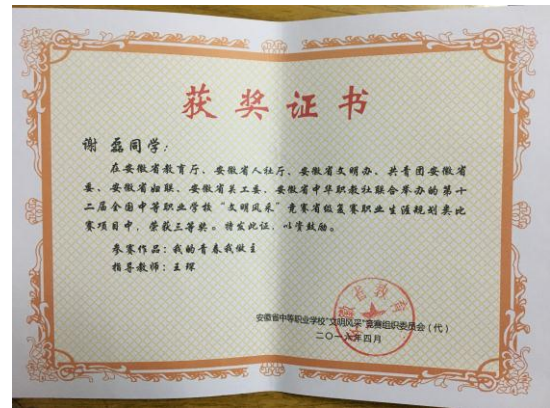 获奖证书
谢磊同学：
在安徽省教育厅、安徽省人社厅、安徽省文明办、共青团安徽省
委、安徽省妇联、安徽省关工委、安徽省中华职教社联合举办的第十
二届全国中等职业学校“文明风采”竞赛省级复赛职业生涯规划类比
赛项目中，荣获三等奖。特发此证，以资鼓励。
参赛作品：我的青春我做主
指导教师：王琛
安徽省中等职业学校“文明风采”竞赛组织委员会（代）
二〇一六年四月